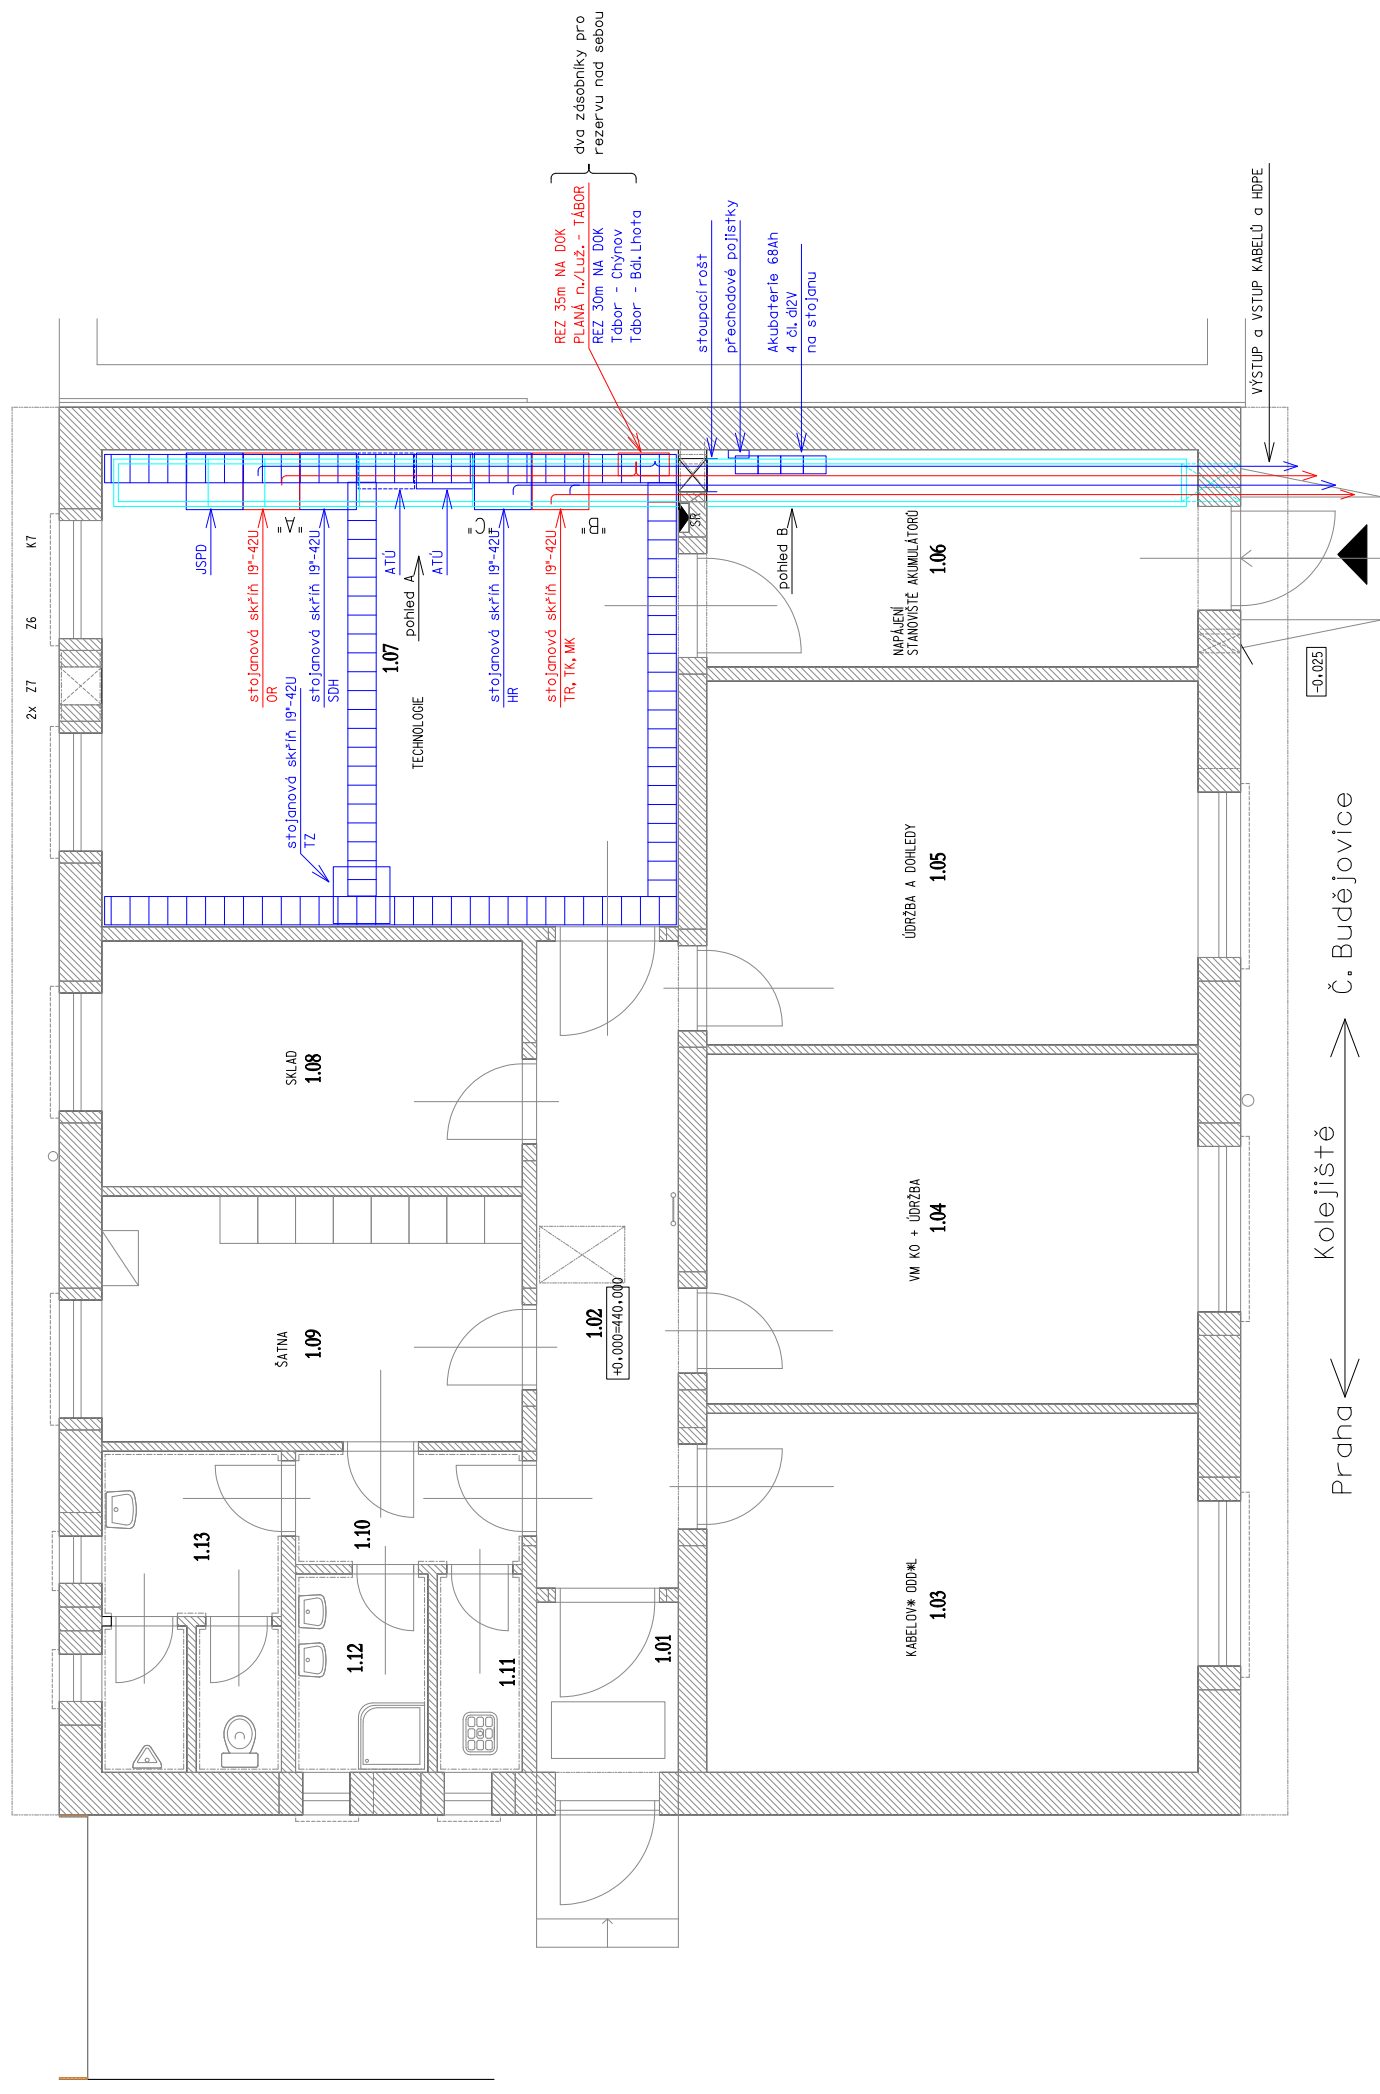 dva zásobníky pro
rezervu nad sebou
REZ 35m NA DOK
PLANÁ n./Luž. - TÁBOR
REZ 30m NA DOK
Tábor - Chýnov
Tábor - Bdl. Lhota
stoupací rošt
přechodové pojistky
Akubaterie 68Ah
4 čl. á12V
na stojanu
VÝSTUP a VSTUP KABELŮ a HDPE
K7
Z6
2x Z7
JSPD
stojanová skříň 19"-42U
OR
"A"
stojanová skříň 19"-42U
SDH
ATÚ
pohled A
ATÚ
"C"
stojanová skříň 19"-42U
HR
stojanová skříň 19"-42U
TR, TK, MK
"B"
SR
pohled B
stojanová skříň 19"-42U
TZ
1.07
TECHNOLOGIE
NAPÁJENÍ
STANOVIŠTĚ AKUMULÁTORŮ
1.06
-0,025
ÚDRŽBA A DOHLEDY
1.05
SKLAD
1.08
VM KO + ÚDRŽBA
1.04
ŠATNA
1.09
1.02
+0,000=440,000
1.13
1.10
1.12
1.11
1.01
KABELOV* ODD*L
1.03
Praha
Kolejiště
Č. Budějovice